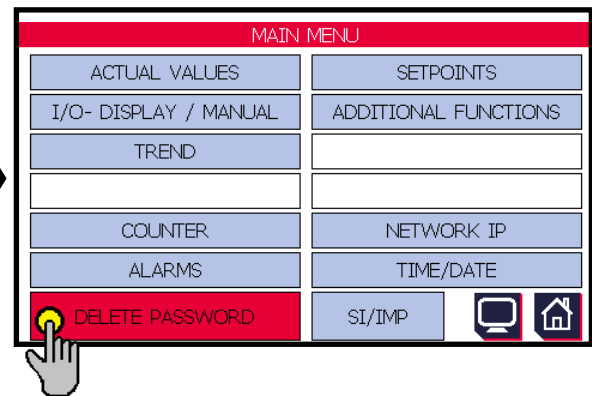 MAIN MENU
ACTUAL VALUES
SETPOINTS
I/O- DISPLAY / MANUAL
ADDITIONAL FUNCTIONS
TREND
COUNTER
NETWORK IP
ALARMS
TIME/DATE
DELETE PASSWORD
SI/IMP